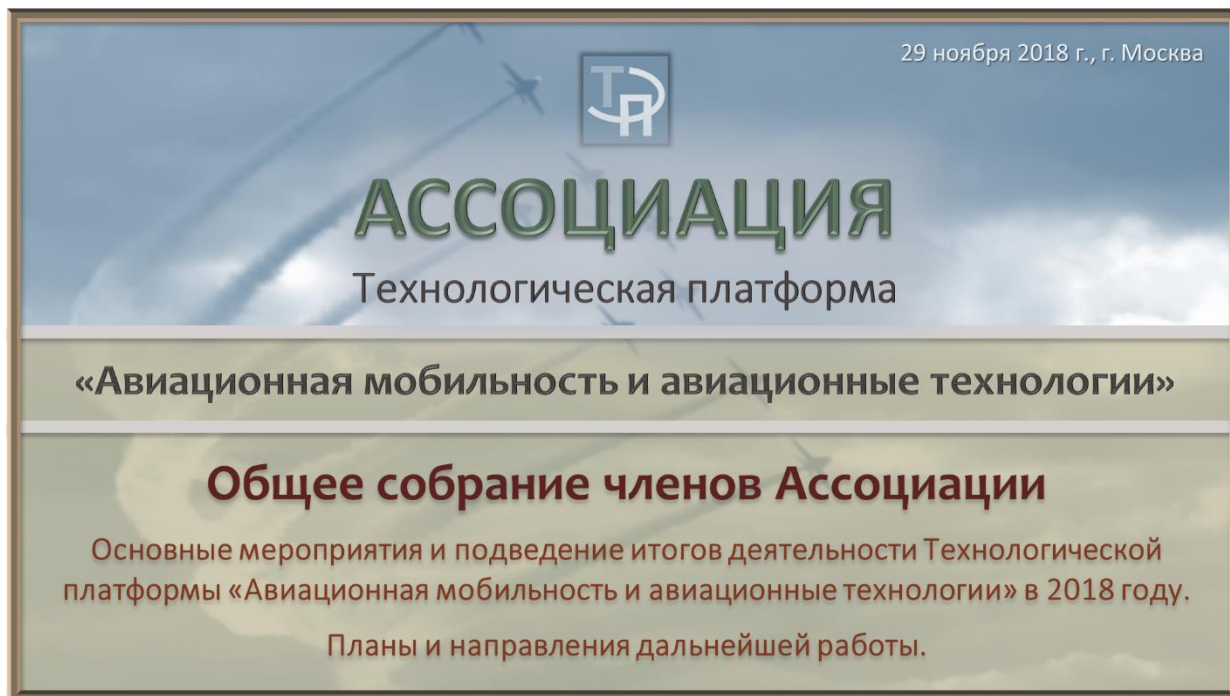 29 ноября 2018 г., г. Москва
ТП
АССОЦИАЦИЯ
Технологическая платформа
«Авиационная мобильность и авиационные технологии»
Общее собрание членов Ассоциации
Основные мероприятия и подведение итогов деятельности Технологической
платформы «Авиационная мобильность и авиационные технологии» в 2018 году.
Планы и направления дальнейшей работы.